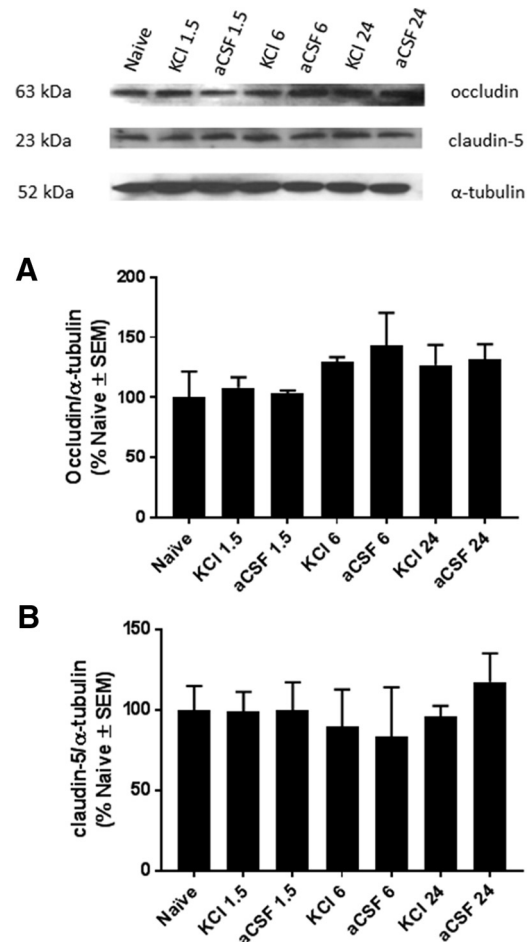 Naive KCl 1.5 aCSF 1.5 KCl 6 aCSF 6 KCl 24 aCSF 24
63 kDa occludin
23 kDa claudin-5
52 kDa α-tubulin
A
Occludin/α-tubulin
(% Naive ± SEM)
200
150
100
50
0
Naïve KCl 1.5 aCSF 1.5 KCl 6 aCSF 6 KCl 24 aCSF 24
B
claudin-5/α-tubulin
(% Naive ± SEM)
150
100
50
0
Naïve KCl 1.5 aCSF 1.5 KCl 6 aCSF 6 KCl 24 aCSF 24